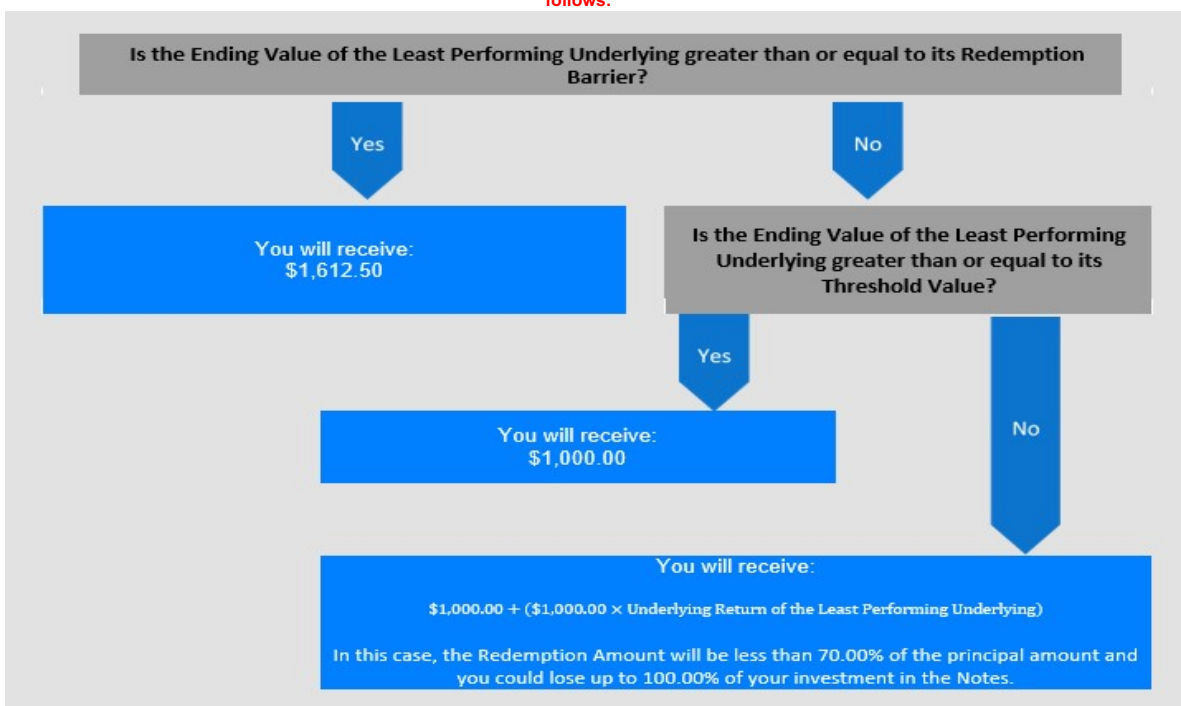 follows:
Is the Ending Value of the Least Performing Underlying greater than or equal to its Redemption
Barrier?
Yes
No
You will receive:
$1,612.50
Is the Ending Value of the Least Performing
Underlying greater than or equal to its
Threshold Value?
Yes
No
You will receive:
$1,000.00
You will receive:
$1,000.00 + ($1,000.00 × Underlying Return of the Least Performing Underlying)
In this case, the Redemption Amount will be less than 70.00% of the principal amount and
you could lose up to 100.00% of your investment in the Notes.